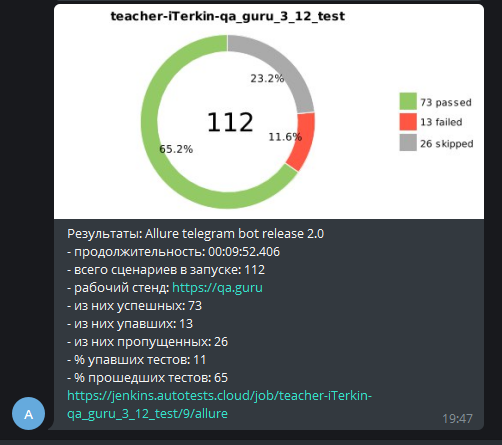 teacher-iTerkin-qa_guru_3_12_test
23.2%
112
11.6%
65.2%
73 passed
13 failed
26 skipped
Результаты: Allure telegram bot release 2.0
- продолжительность: 00:09:52.406
- всего сценариев в запуске: 112
- рабочий стенд: https://qa.guru
- из них успешных: 73
- из них упавших: 13
- из них пропущенных: 26
- % упавших тестов: 11
- % прошедших тестов: 65
https://jenkins.autotests.cloud/job/teacher-iTerkin-
qa_guru_3_12_test/9/allure
A
19:47